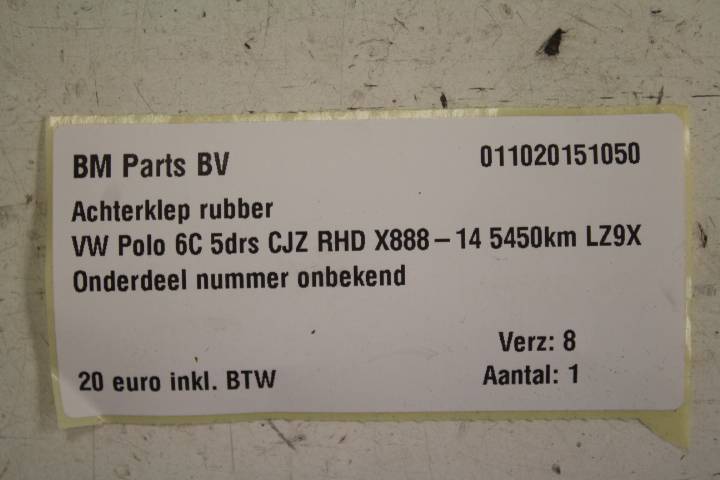 BM Parts BV 011020151050
Achterklep rubber
VW Polo 6C 5drs CJZ RHD X888-14 5450km LZ9X
Onderdeel nummer onbekend
Verz: 8
20 euro inkl. BTW Aantal: 1